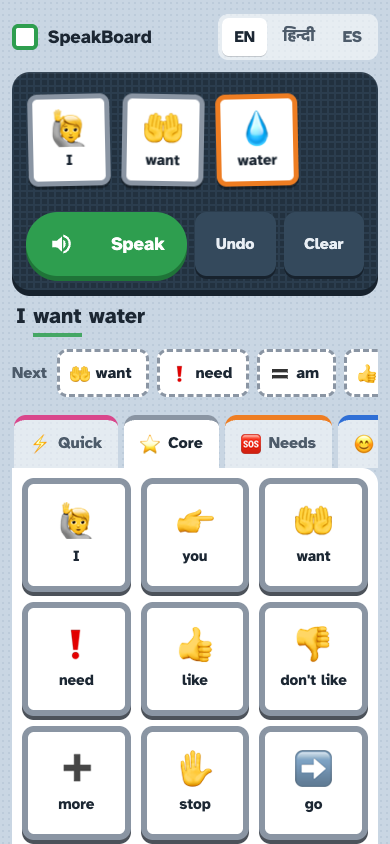 SpeakBoard EN हिन्दी ES
I want water
Speak Undo Clear
I want water
Next want need am
Quick Core Needs
I you want
need like don't like
more stop go